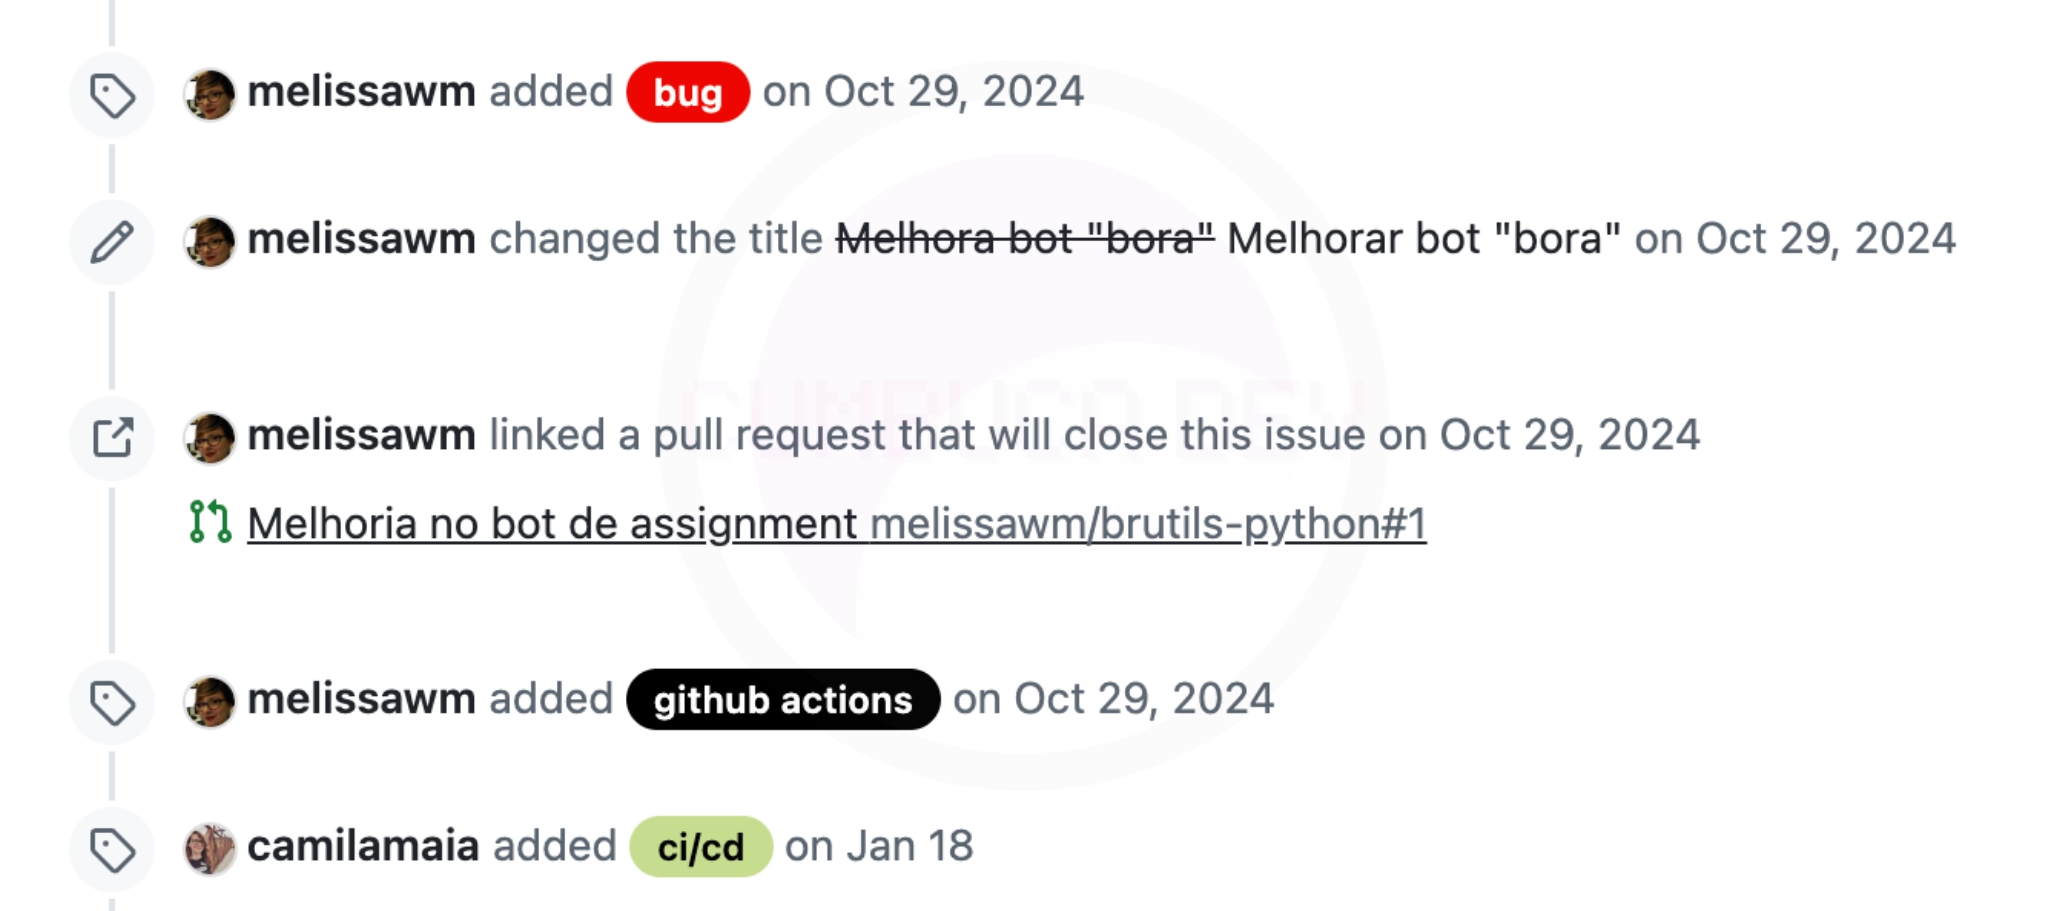 melissawm added bug on Oct 29, 2024
melissawm changed the title Melhora bot "bora" Melhorar bot "bora" on Oct 29, 2024
melissawm linked a pull request that will close this issue on Oct 29, 2024
Melhoria no bot de assignment melissawm/brutils-python#1
melissawm added github actions on Oct 29, 2024
camilamaia added ci/cd on Jan 18